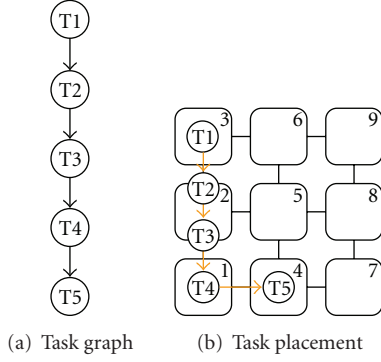 T1
T2
T3
T4
T5
(a) Task graph
3 6 9
T1
T2
2 5 8
T3
1 4 7
T4 T5
(b) Task placement